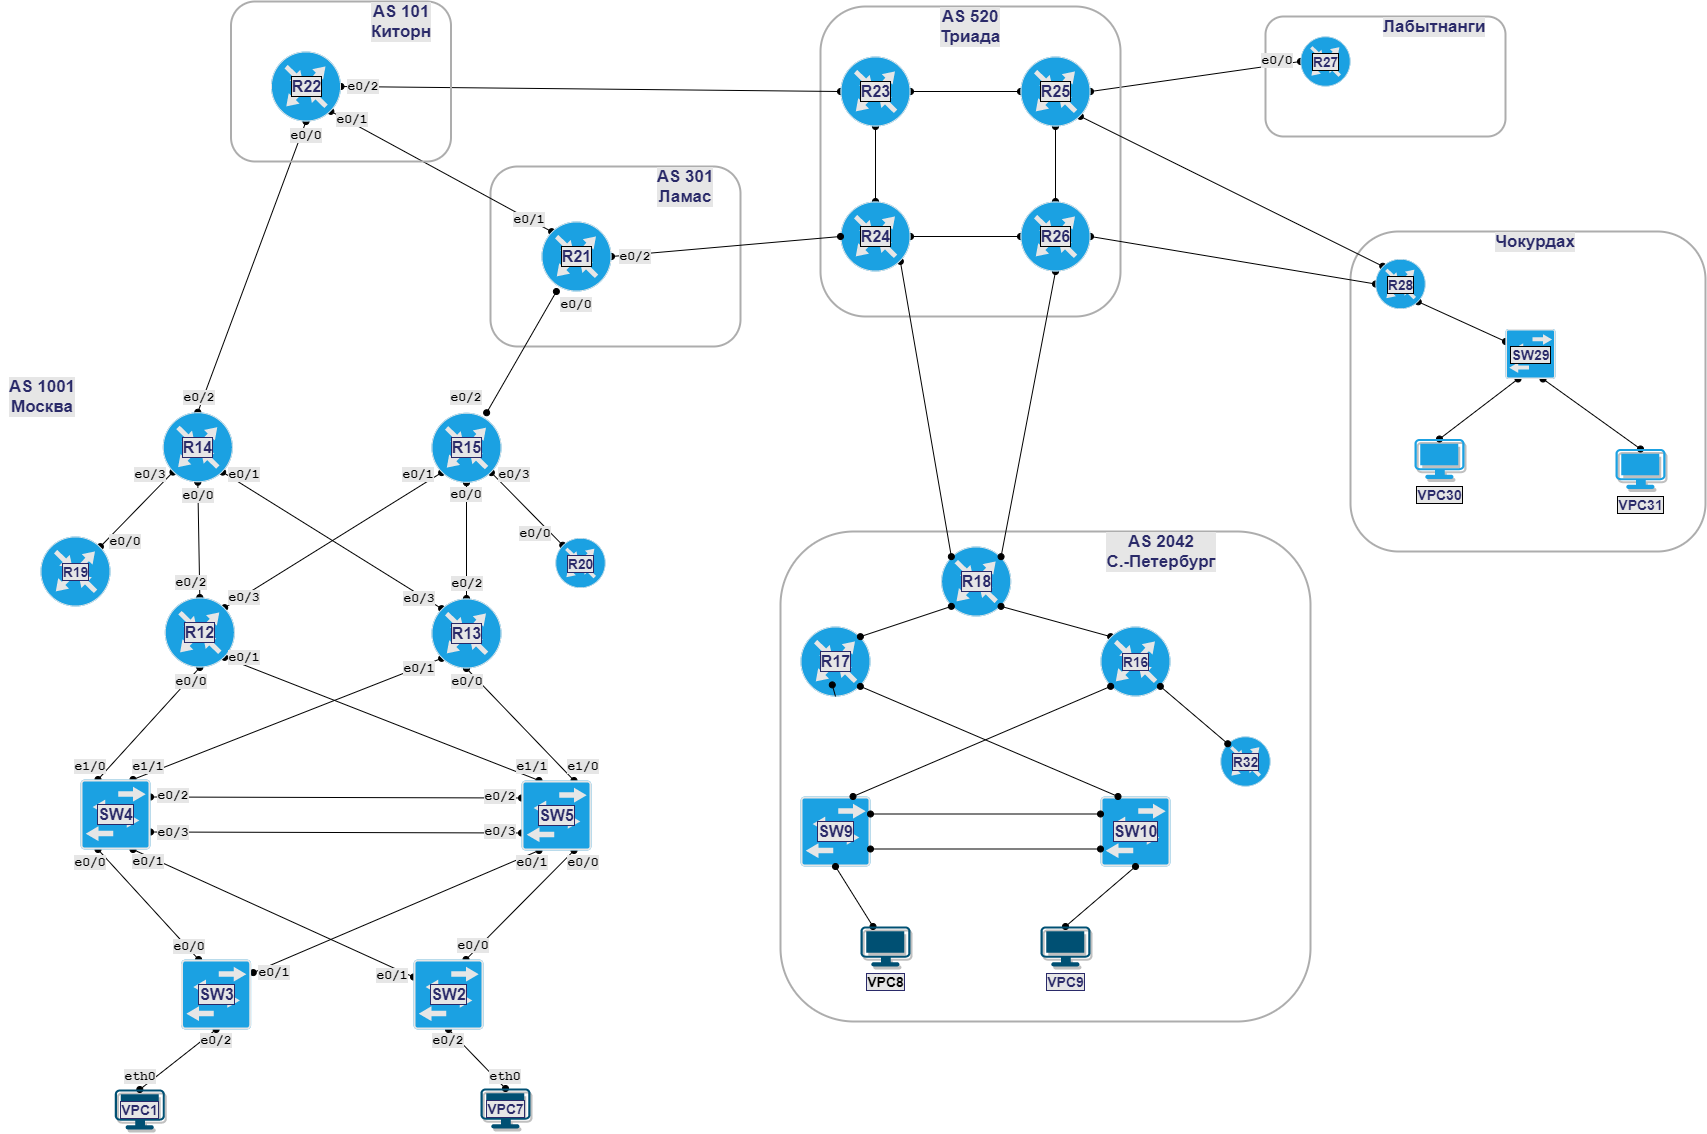 AS 101
Киторн
R22
e0/2
e0/1
e0/0
AS 520
Триада
R23
R25
R24
R26
Лабытнанги
e0/0
R27
AS 301
Ламас
e0/1
R21
e0/2
e0/0
Чокурдах
R28
SW29
VPC30
VPC31
AS 1001
Москва
e0/2
R14
e0/3
e0/1
e0/0
e0/2
R15
e0/1
e0/3
e0/0
e0/0
R19
e0/0
R20
e0/2
e0/3
R12
e0/1
e0/0
e0/2
e0/3
R13
e0/1
e0/0
e1/0
e1/1
SW4
e0/2
e0/3
e0/0
e0/1
e1/1
e1/0
e0/2
SW5
e0/3
e0/1
e0/0
e0/0
e0/1
SW3
e0/2
e0/0
e0/1
SW2
e0/2
eth0
VPC1
eth0
VPC7
AS 2042
С.-Петербург
R18
R17
R16
R32
SW9
SW10
VPC8
VPC9